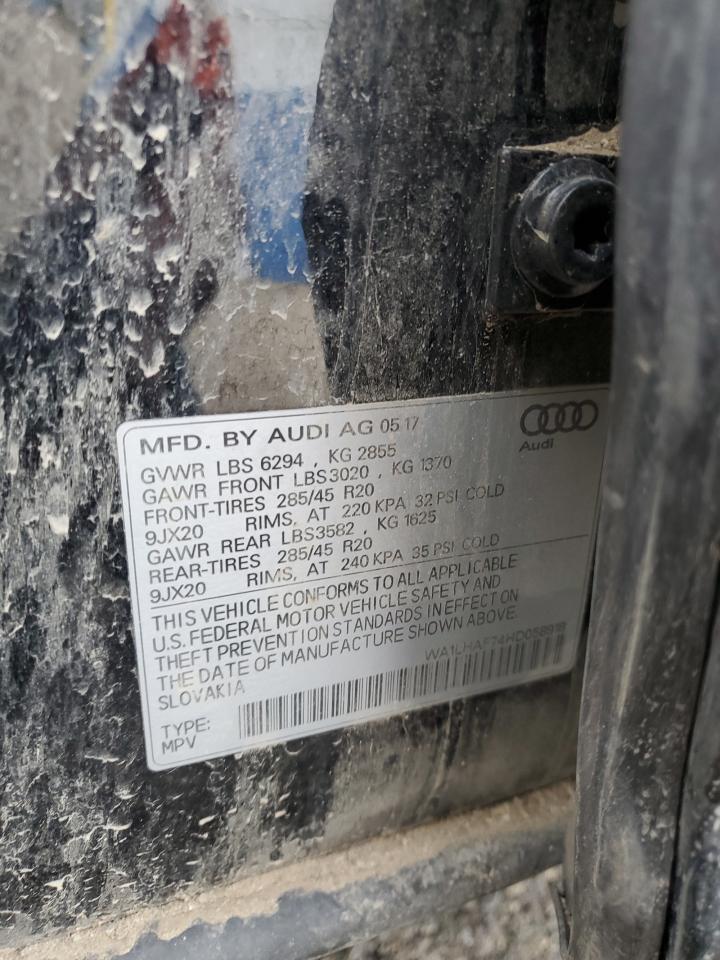 MFD. BY AUDI AG 05 17
Audi
GVWR LBS 6294 , KG 2855
GAWR FRONT LBS3020 , KG 1370
FRONT-TIRES 285/45 R20
9JX20 RIMS, AT 220 KPA 32 PSI COLD
GAWR REAR LBS3582 , KG 1625
REAR-TIRES 285/45 R20
9JX20 RIMS, AT 240 KPA 35 PSI COLD
THIS VEHICLE CONFORMS TO ALL APPLICABLE
U.S. FEDERAL MOTOR VEHICLE SAFETY AND
THEFT PREVENTION STANDARDS IN EFFECT ON
THE DATE OF MANUFACTURE SHOWN ABOVE.
SLOVAKIA WA1LHAF74HD058918
TYPE:
MPV